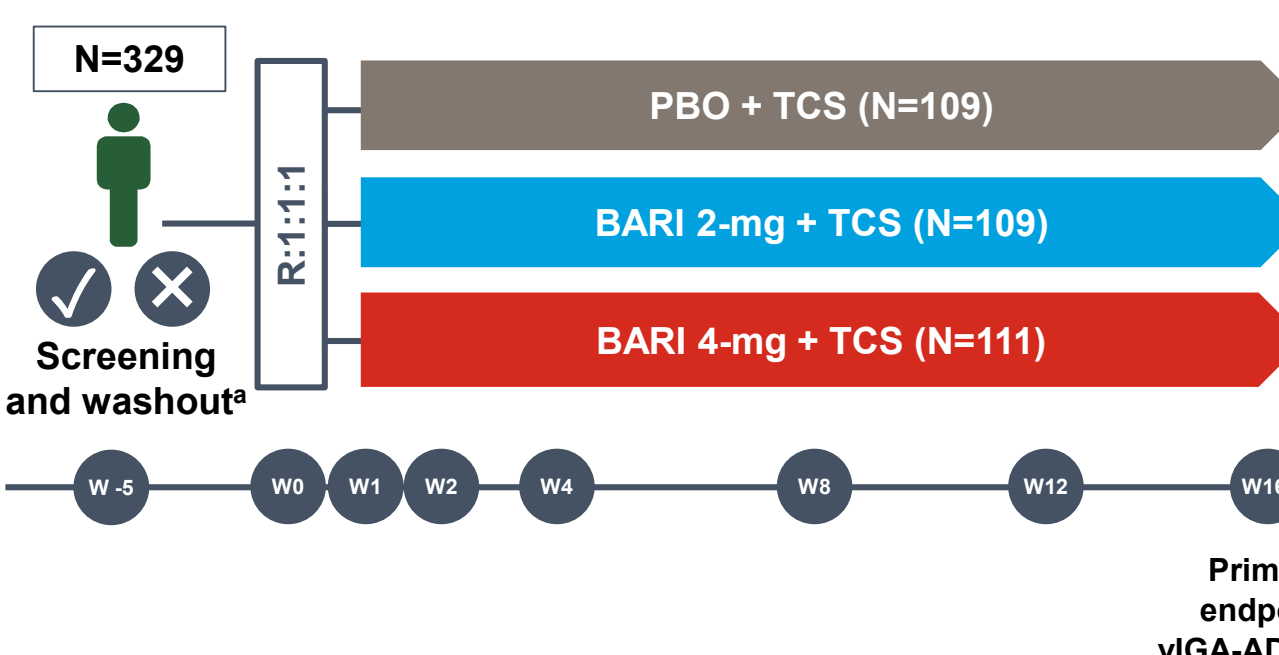 N=329
R:1:1:1
PBO + TCS (N=109)
BARI 2-mg + TCS (N=109)
BARI 4-mg + TCS (N=111)
Screening
and washoutᵃ
W -5 W0 W1 W2 W4 W8 W12